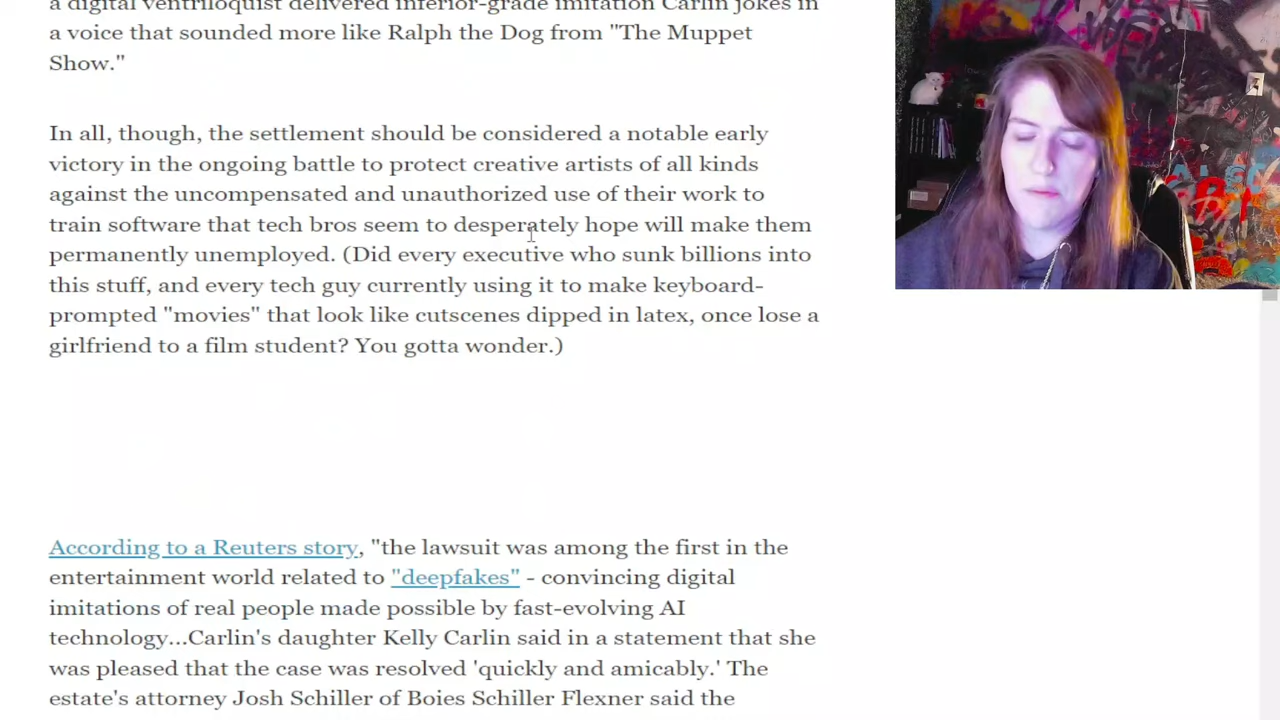 a digital ventriloquist delivered inferior-grade imitation Carlin jokes in
a voice that sounded more like Ralph the Dog from "The Muppet
Show."
In all, though, the settlement should be considered a notable early
victory in the ongoing battle to protect creative artists of all kinds
against the uncompensated and unauthorized use of their work to
train software that tech bros seem to desperately hope will make them
permanently unemployed. (Did every executive who sunk billions into
this stuff, and every tech guy currently using it to make keyboard-
prompted "movies" that look like cutscenes dipped in latex, once lose a
girlfriend to a film student? You gotta wonder.)
According to a Reuters story, "the lawsuit was among the first in the
entertainment world related to "deepfakes" - convincing digital
imitations of real people made possible by fast-evolving AI
technology...Carlin's daughter Kelly Carlin said in a statement that she
was pleased that the case was resolved 'quickly and amicably.' The
estate's attorney Josh Schiller of Boies Schiller Flexner said the